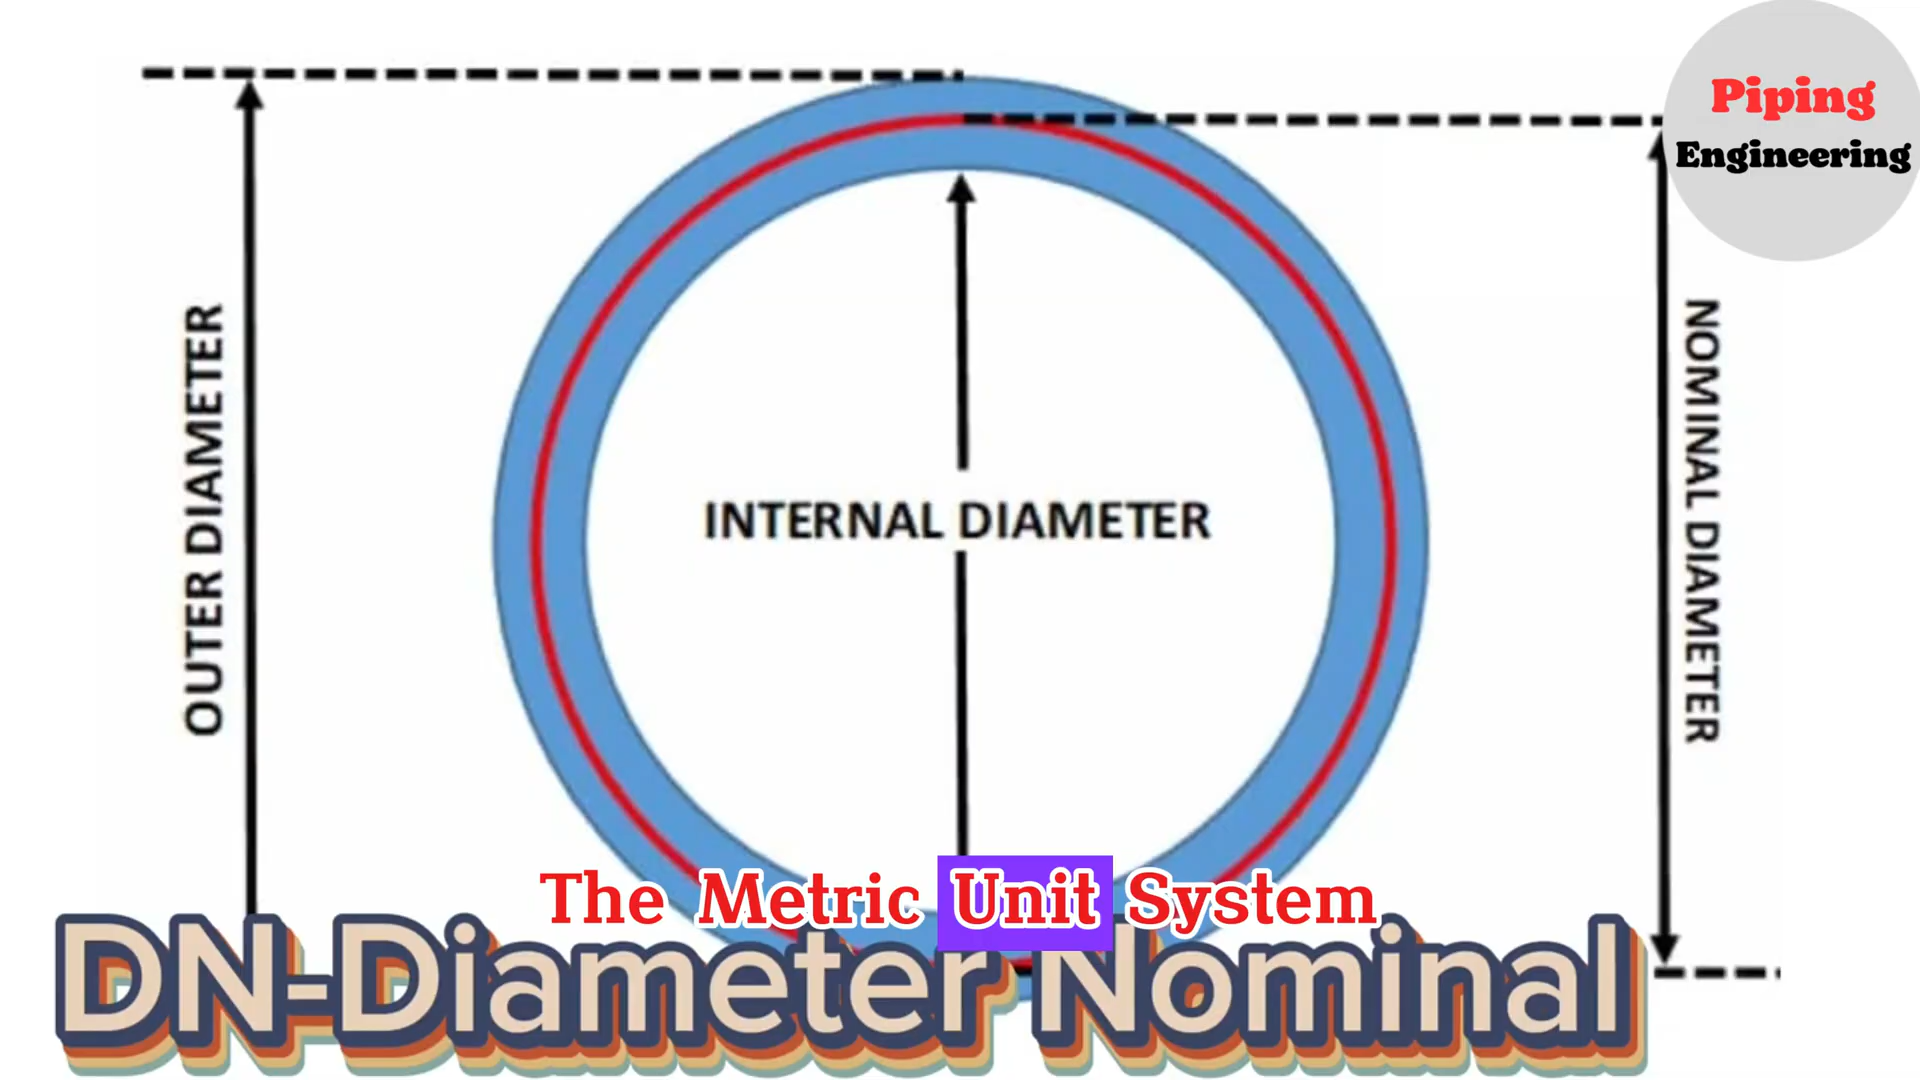 Piping
Engineering
OUTER DIAMETER
INTERNAL DIAMETER
NOMINAL DIAMETER
The Metric Unit System
DN-Diameter Nominal